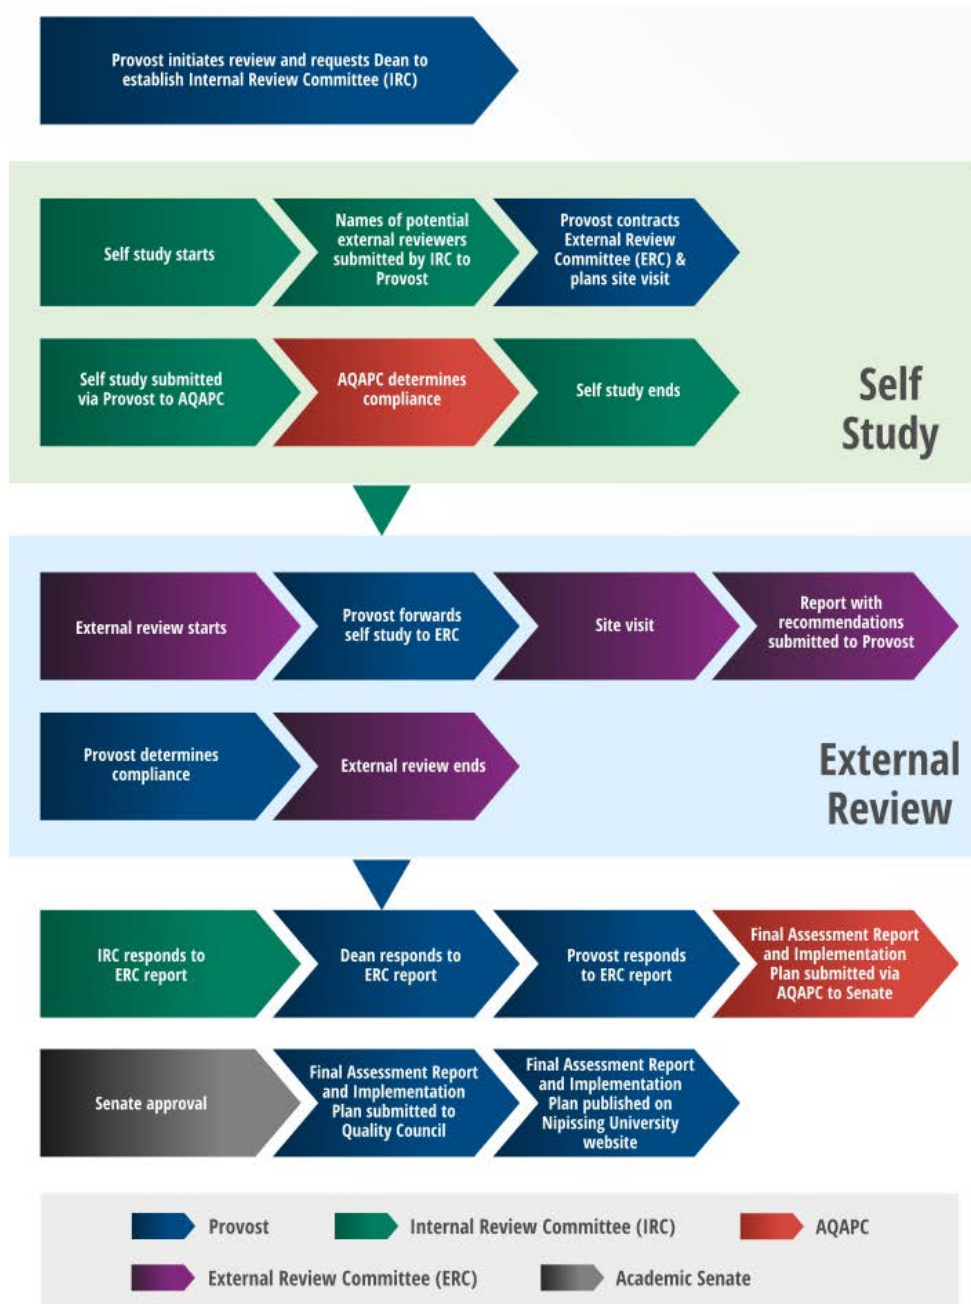 Provost initiates review and requests Dean to
establish Internal Review Committee (IRC)
Self study starts
Names of potential
external reviewers
submitted by IRC to
Provost
Provost contracts
External Review
Committee (ERC) &
plans site visit
Self study submitted
via Provost to AQAPC
AQAPC determines
compliance
Self study ends
Self
Study
External review starts
Provost forwards
self study to ERC
Site visit
Report with
recommendations
submitted to Provost
Provost determines
compliance
External review ends
External
Review
IRC responds to
ERC report
Dean responds to
ERC report
Provost responds
to ERC report
Final Assessment Report
and Implementation
Plan submitted via
AQAPC to Senate
Senate approval
Final Assessment Report
and Implementation
Plan submitted to
Quality Council
Final Assessment Report
and Implementation
Plan published on
Nipissing University
website
Provost
Internal Review Committee (IRC)
AQAPC
External Review Committee (ERC)
Academic Senate